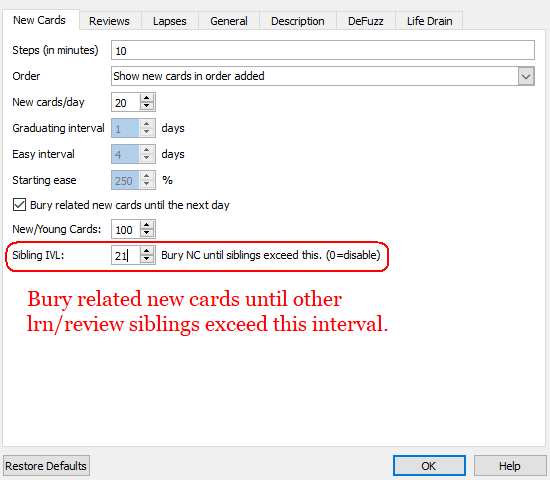 New Cards Reviews Lapses General Description DeFuzz Life Drain
Steps (in minutes) 10
Order Show new cards in order added
New cards/day 20
Graduating interval 1 days
Easy interval 4 days
Starting ease 250 %
Bury related new cards until the next day
New/Young Cards: 100
Sibling IVL: 21 Bury NC until siblings exceed this. (0=disable)
Bury related new cards until other
lrn/review siblings exceed this interval.
Restore Defaults OK Help